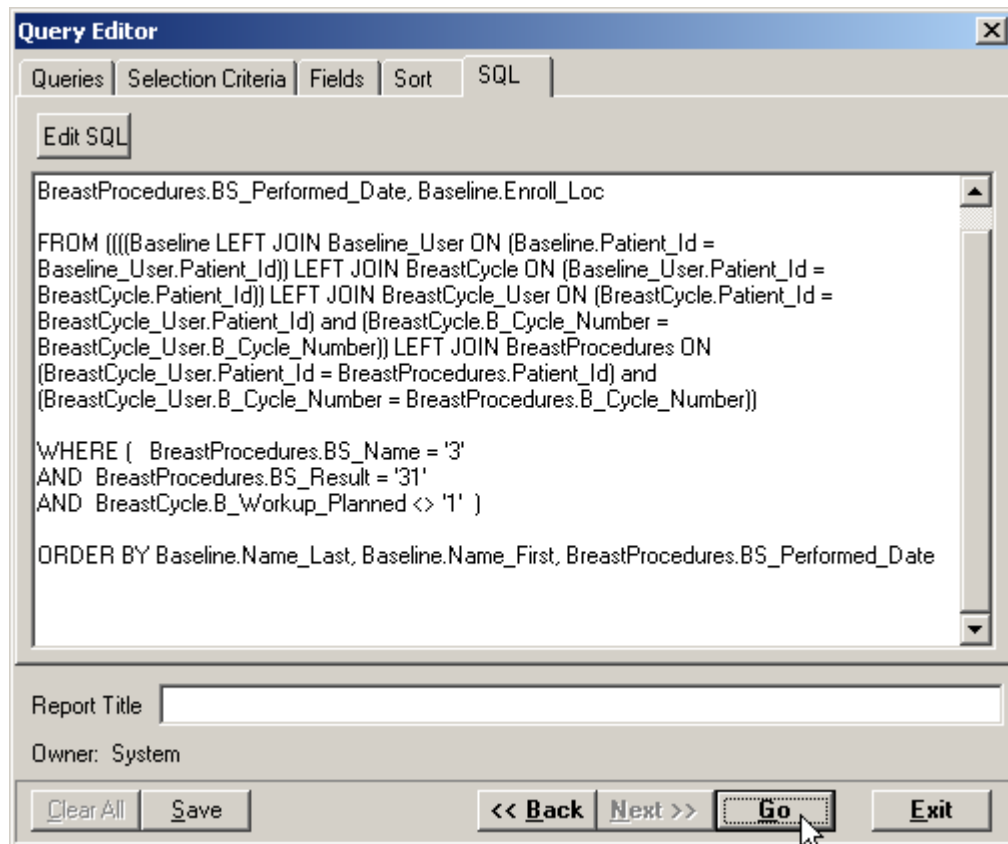 Query Editor
Queries Selection Criteria Fields Sort SQL
Edit SQL
BreastProcedures.BS_Performed_Date, Baseline.Enroll_Loc
FROM ((((Baseline LEFT JOIN Baseline_User ON (Baseline.Patient_Id =
Baseline_User.Patient_Id)) LEFT JOIN BreastCycle ON (Baseline_User.Patient_Id =
BreastCycle.Patient_Id)) LEFT JOIN BreastCycle_User ON (BreastCycle.Patient_Id =
BreastCycle_User.Patient_Id) and (BreastCycle.B_Cycle_Number =
BreastCycle_User.B_Cycle_Number)) LEFT JOIN BreastProcedures ON
(BreastCycle_User.Patient_Id = BreastProcedures.Patient_Id) and
(BreastCycle_User.B_Cycle_Number = BreastProcedures.B_Cycle_Number))
WHERE (   BreastProcedures.BS_Name = '3'
AND  BreastProcedures.BS_Result = '31'
AND  BreastCycle.B_Workup_Planned <> '1'  )
ORDER BY Baseline.Name_Last, Baseline.Name_First, BreastProcedures.BS_Performed_Date
Report Title
Owner:  System
Clear All Save << Back Next >> Go Exit